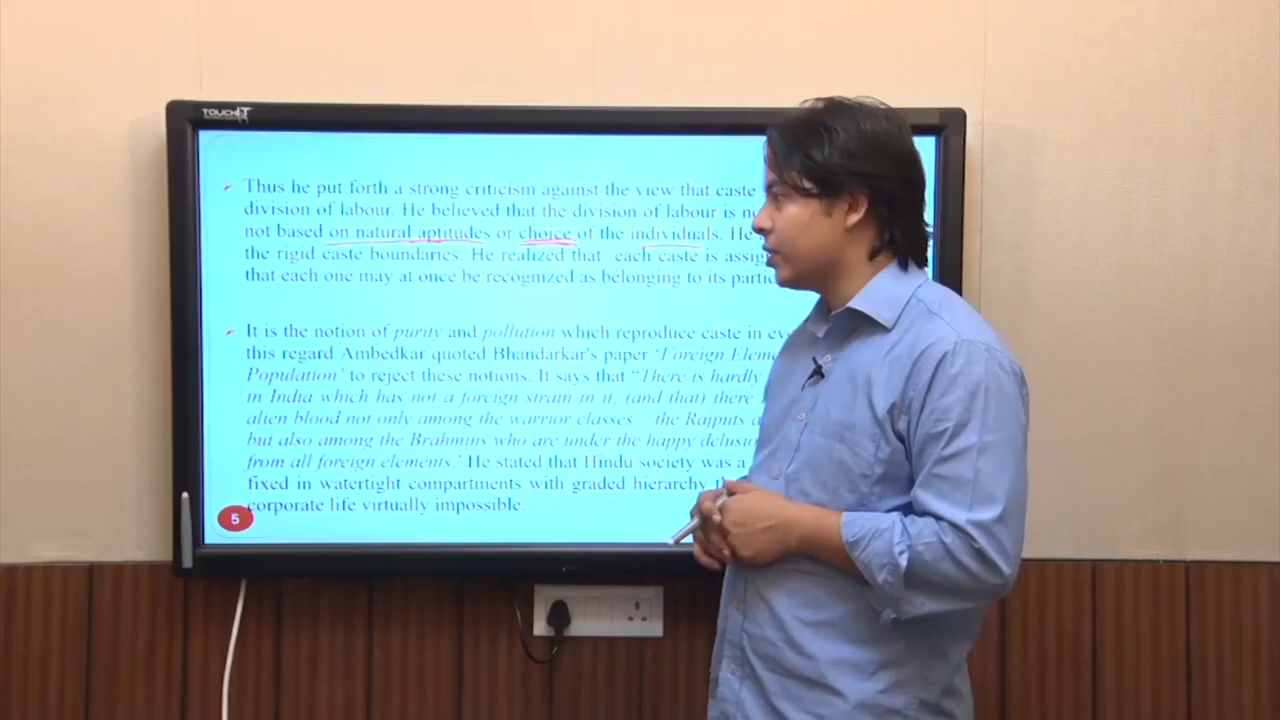 TOUCHIT
Thus he put forth a strong criticism against the view that caste
division of labour. He believed that the division of labour is
not based on natural aptitudes or choice of the individuals. He
the rigid caste boundaries. He realized that each caste is
that each one may at once be recognized as belonging to its
It is the notion of purity and pollution which reproduce caste in
this regard Ambedkar quoted Bhandarkar's paper ‘Foreign
Population’ to reject these notions. It says that “There is hardly
in India which has not a foreign strain in it, (and that) there
alien blood not only among the warrior classes – the Rajputs
but also among the Brahmins who are under the happy
from all foreign elements.’ He stated that Hindu society was a
fixed in watertight compartments with graded hierarchy
corporate life virtually impossible.
5